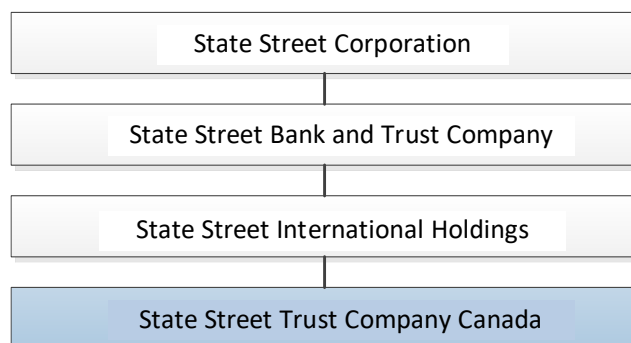 State Street Corporation
State Street Bank and Trust Company
State Street International Holdings
State Street Trust Company Canada